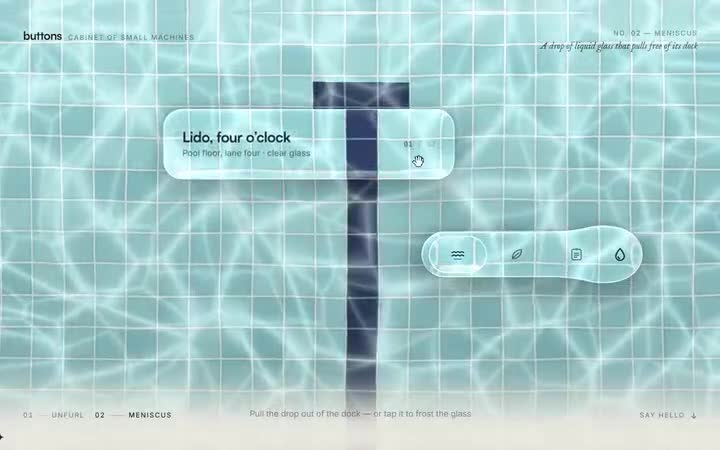 buttons CABINET OF SMALL MACHINES
NO. 02 — MENISCUS
A drop of liquid glass that pulls free of its dock
Lido, four o'clock
Pool floor, lane four · clear glass
01
01 — UNFURL 02 — MENISCUS
Pull the drop out of the dock — or tap it to frost the glass
SAY HELLO ↓